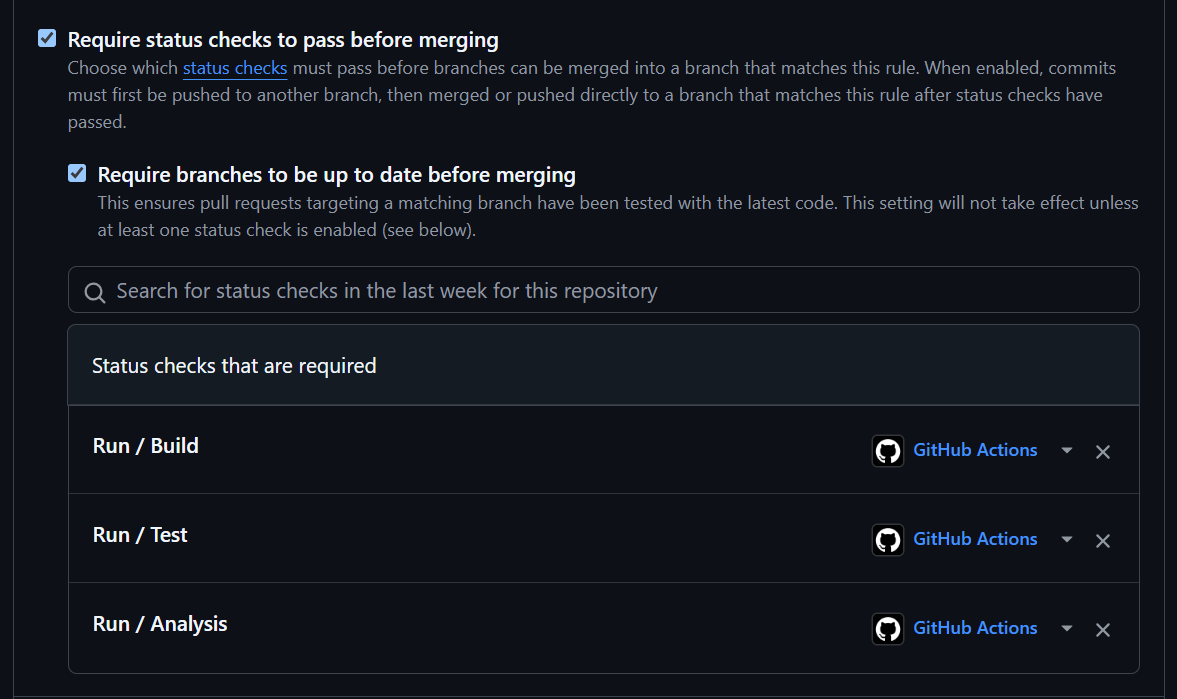 Require status checks to pass before merging
Choose which status checks must pass before branches can be merged into a branch that matches this rule. When enabled, commits
must first be pushed to another branch, then merged or pushed directly to a branch that matches this rule after status checks have
passed.
Require branches to be up to date before merging
This ensures pull requests targeting a matching branch have been tested with the latest code. This setting will not take effect unless
at least one status check is enabled (see below).
Search for status checks in the last week for this repository
Status checks that are required
Run / Build GitHub Actions
Run / Test GitHub Actions
Run / Analysis GitHub Actions